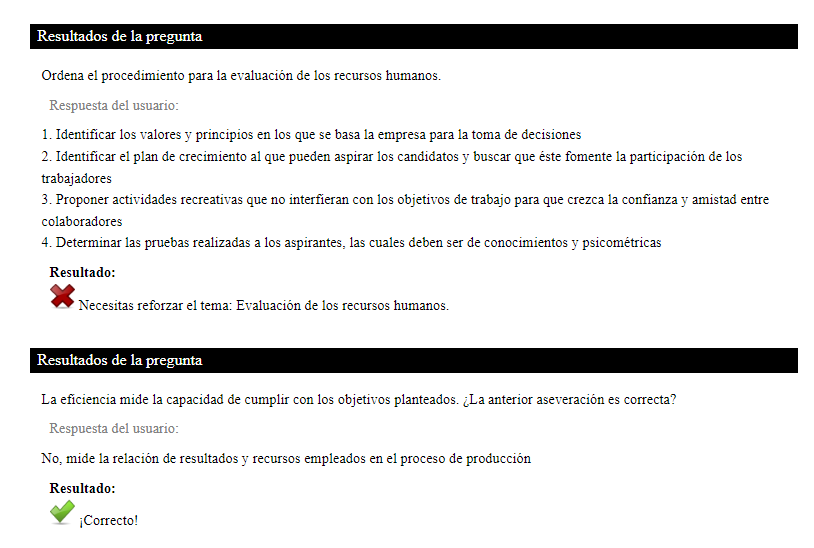 Resultados de la pregunta
Ordena el procedimiento para la evaluación de los recursos humanos.
Respuesta del usuario:
1. Identificar los valores y principios en los que se basa la empresa para la toma de decisiones
2. Identificar el plan de crecimiento al que pueden aspirar los candidatos y buscar que éste fomente la participación de los
trabajadores
3. Proponer actividades recreativas que no interfieran con los objetivos de trabajo para que crezca la confianza y amistad entre
colaboradores
4. Determinar las pruebas realizadas a los aspirantes, las cuales deben ser de conocimientos y psicométricas
Resultado:
Necesitas reforzar el tema: Evaluación de los recursos humanos.
Resultados de la pregunta
La eficiencia mide la capacidad de cumplir con los objetivos planteados. ¿La anterior aseveración es correcta?
Respuesta del usuario:
No, mide la relación de resultados y recursos empleados en el proceso de producción
Resultado:
¡Correcto!